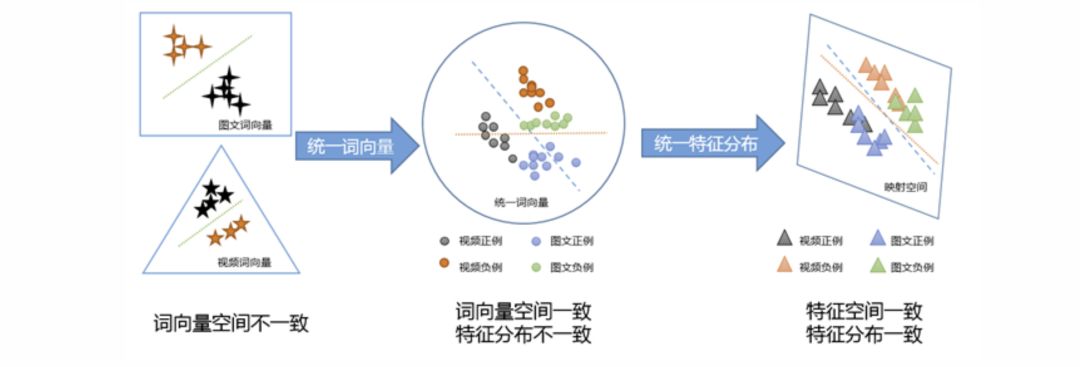 图文词向量
视频词向量
词向量空间不一致
统一词向量
统一词向量
视频正例
图文正例
视频负例
图文负例
词向量空间一致
特征分布不一致
统一特征分布
映射空间
视频正例
图文正例
视频负例
图文负例
特征空间一致
特征分布一致